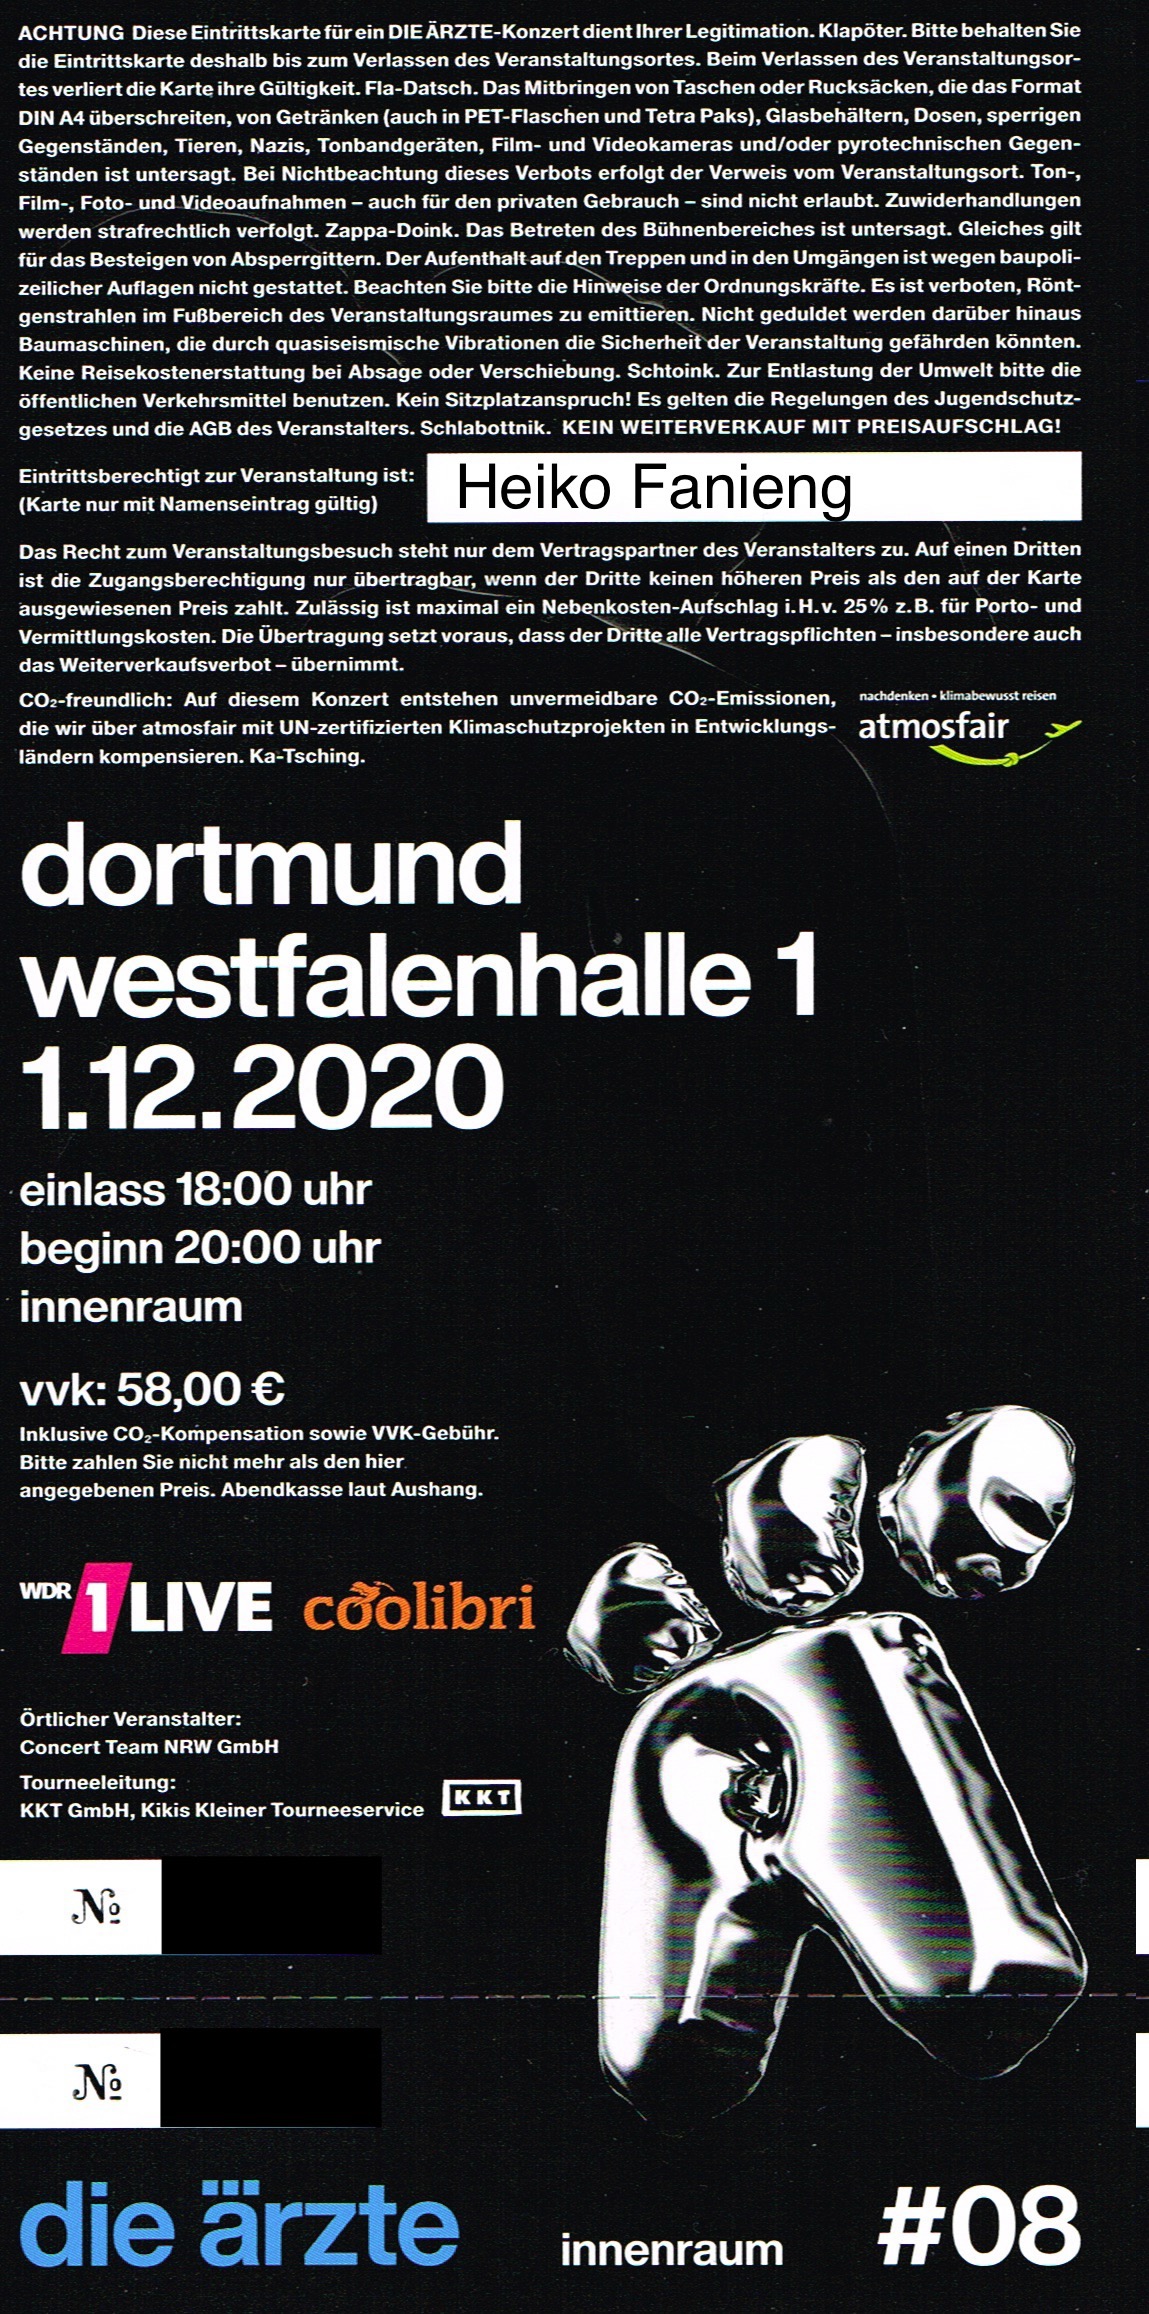 ACHTUNG Diese Eintrittskarte für ein DIE ÄRZTE-Konzert dient Ihrer Legitimation. Klapöter. Bitte behalten Sie
die Eintrittskarte deshalb bis zum Verlassen des Veranstaltungsortes. Beim Verlassen des Veranstaltungsor-
tes verliert die Karte ihre Gültigkeit. Fla-Datsch. Das Mitbringen von Taschen oder Rucksäcken, die das Format
DIN A4 überschreiten, von Getränken (auch in PET-Flaschen und Tetra Paks), Glasbehältern, Dosen, sperrigen
Gegenständen, Tieren, Nazis, Tonbandgeräten, Film- und Videokameras und/oder pyrotechnischen Gegen-
ständen ist untersagt. Bei Nichtbeachtung dieses Verbots erfolgt der Verweis vom Veranstaltungsort. Ton-,
Film-, Foto- und Videoaufnahmen – auch für den privaten Gebrauch – sind nicht erlaubt. Zuwiderhandlungen
werden strafrechtlich verfolgt. Zappa-Doink. Das Betreten des Bühnenbereiches ist untersagt. Gleiches gilt
für das Besteigen von Absperrgittern. Der Aufenthalt auf den Treppen und in den Umgängen ist wegen baupoli-
zeilicher Auflagen nicht gestattet. Beachten Sie bitte die Hinweise der Ordnungskräfte. Es ist verboten, Rönt-
genstrahlen im Fußbereich des Veranstaltungsraumes zu emittieren. Nicht geduldet werden darüber hinaus
Baumaschinen, die durch quasiseismische Vibrationen die Sicherheit der Veranstaltung gefährden könnten.
Keine Reisekostenerstattung bei Absage oder Verschiebung. Schtoink. Zur Entlastung der Umwelt bitte die
öffentlichen Verkehrsmittel benutzen. Kein Sitzplatzanspruch! Es gelten die Regelungen des Jugendschutz-
gesetzes und die AGB des Veranstalters. Schlabottnik. KEIN WEITERVERKAUF MIT PREISAUFSCHLAG!
Eintrittsberechtigt zur Veranstaltung ist:
(Karte nur mit Namenseintrag gültig)
Heiko Fanieng
Das Recht zum Veranstaltungsbesuch steht nur dem Vertragspartner des Veranstalters zu. Auf einen Dritten
ist die Zugangsberechtigung nur übertragbar, wenn der Dritte keinen höheren Preis als den auf der Karte
ausgewiesenen Preis zahlt. Zulässig ist maximal ein Nebenkosten-Aufschlag i.H.v. 25% z.B. für Porto- und
Vermittlungskosten. Die Übertragung setzt voraus, dass der Dritte alle Vertragspflichten – insbesondere auch
das Weiterverkaufsverbot – übernimmt.
CO₂-freundlich: Auf diesem Konzert entstehen unvermeidbare CO₂-Emissionen,
die wir über atmosfair mit UN-zertifizierten Klimaschutzprojekten in Entwicklungs-
ländern kompensieren. Ka-Tsching.
nachdenken • klimabewusst reisen
atmosfair
dortmund
westfalenhalle 1
1.12.2020
einlass 18:00 uhr
beginn 20:00 uhr
innenraum
vvk: 58,00 €
Inklusive CO₂-Kompensation sowie VVK-Gebühr.
Bitte zahlen Sie nicht mehr als den hier
angegebenen Preis. Abendkasse laut Aushang.
WDR 1 LIVE coolibri
Örtlicher Veranstalter:
Concert Team NRW GmbH
Tourneeleitung:
KKT GmbH, Kikis Kleiner Tourneeservice KKT
№
№
die ärzte innenraum #08